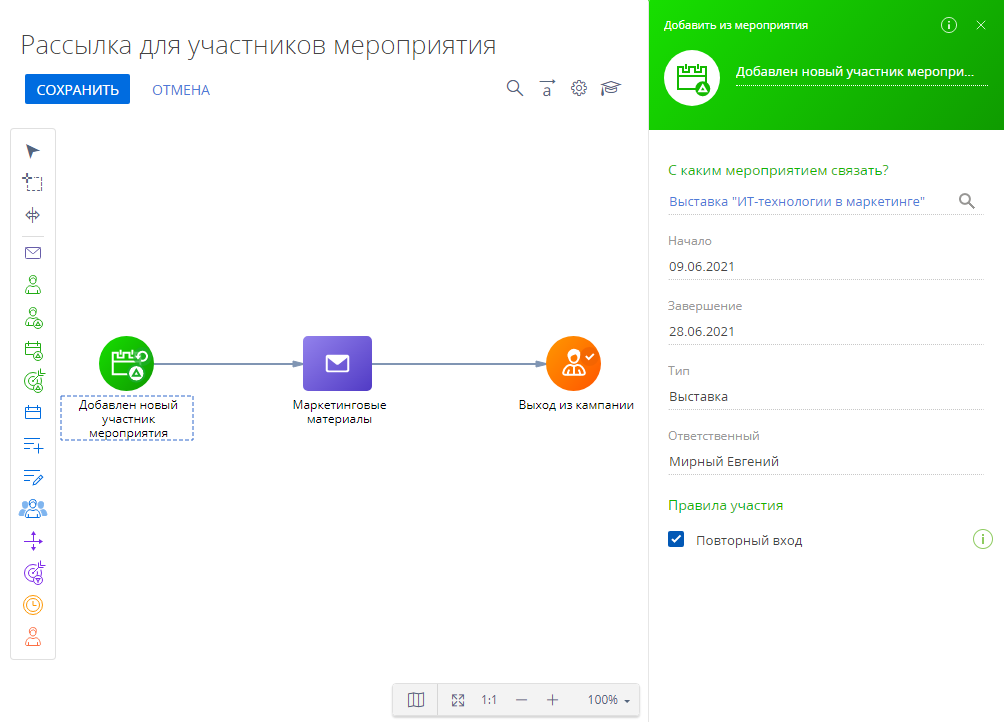 Рассылка для участников мероприятия
СОХРАНИТЬ
ОТМЕНА
a
Добавлен новый
участник
мероприятия
Маркетинговые
материалы
Выход из кампании
1:1
100%
Добавить из мероприятия
Добавлен новый участник меропри...
С каким мероприятием связать?
Выставка "ИТ-технологии в маркетинге"
Начало
09.06.2021
Завершение
28.06.2021
Тип
Выставка
Ответственный
Мирный Евгений
Правила участия
Повторный вход